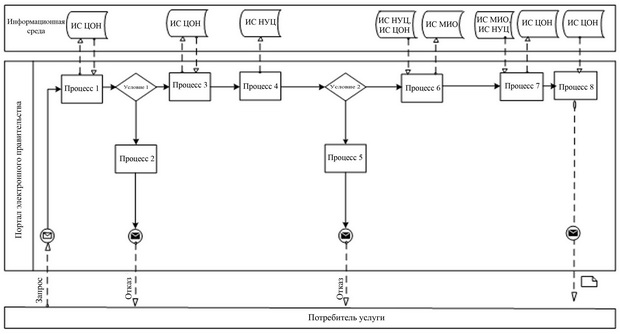 Информационная
среда
ИС ЦОН
ИС ЦОН
ИС НУЦ
ИС НУЦ,
ИС ЦОН
ИС МИО
ИС МИО,
ИС НУЦ
ИС ЦОН
ИС ЦОН
Портал электронного правительства
Процесс 1
Условие 1
Процесс 3
Процесс 4
Условие 2
Процесс 6
Процесс 7
Процесс 8
Процесс 2
Процесс 5
Запрос
Отказ
Отказ
Потребитель услуги